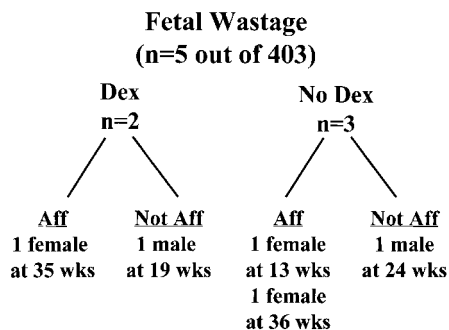 Fetal Wastage
(n=5 out of 403)
Dex
n=2
No Dex
n=3
Aff
1 female
at 35 wks
Not Aff
1 male
at 19 wks
Aff
1 female
at 13 wks
1 female
at 36 wks
Not Aff
1 male
at 24 wks